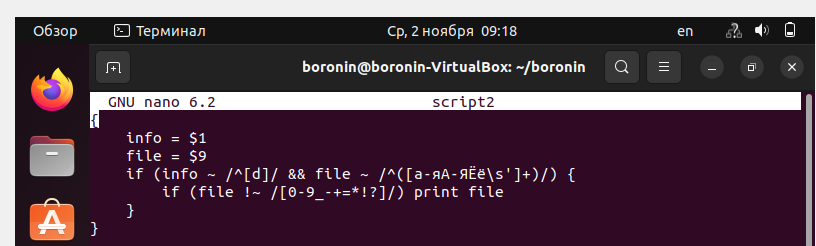 Обзор Терминал Ср, 2 ноября 09:18 en
boronin@boronin-VirtualBox: ~/boronin
GNU nano 6.2 script2
{
    info = $1
    file = $9
    if (info ~ /^[d]/ && file ~ /^([a-яА-ЯЁё\s']+)/) {
        if (file !~ /[0-9_-+=*!?]/) print file
    }
}